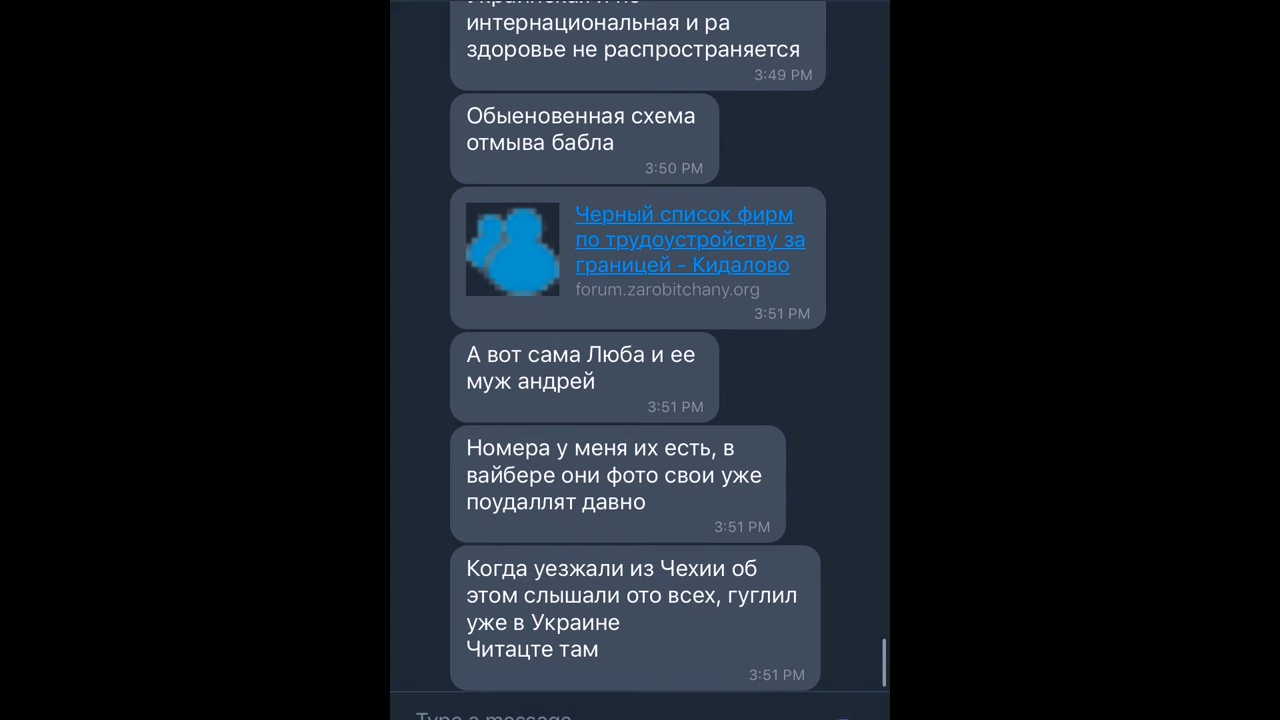 интернациональная и ра
здоровье не распространяется
3:49 PM
Обыеновенная схема
отмыва бабла
3:50 PM
Черный список фирм
по трудоустройству за
границей - Кидалово
forum.zarobitchany.org
3:51 PM
А вот сама Люба и ее
муж андрей
3:51 PM
Номера у меня их есть, в
вайбере они фото свои уже
поудаллят давно
3:51 PM
Когда уезжали из Чехии об
этом слышали ото всех, гуглил
уже в Украине
Читацте там
3:51 PM
Type a message